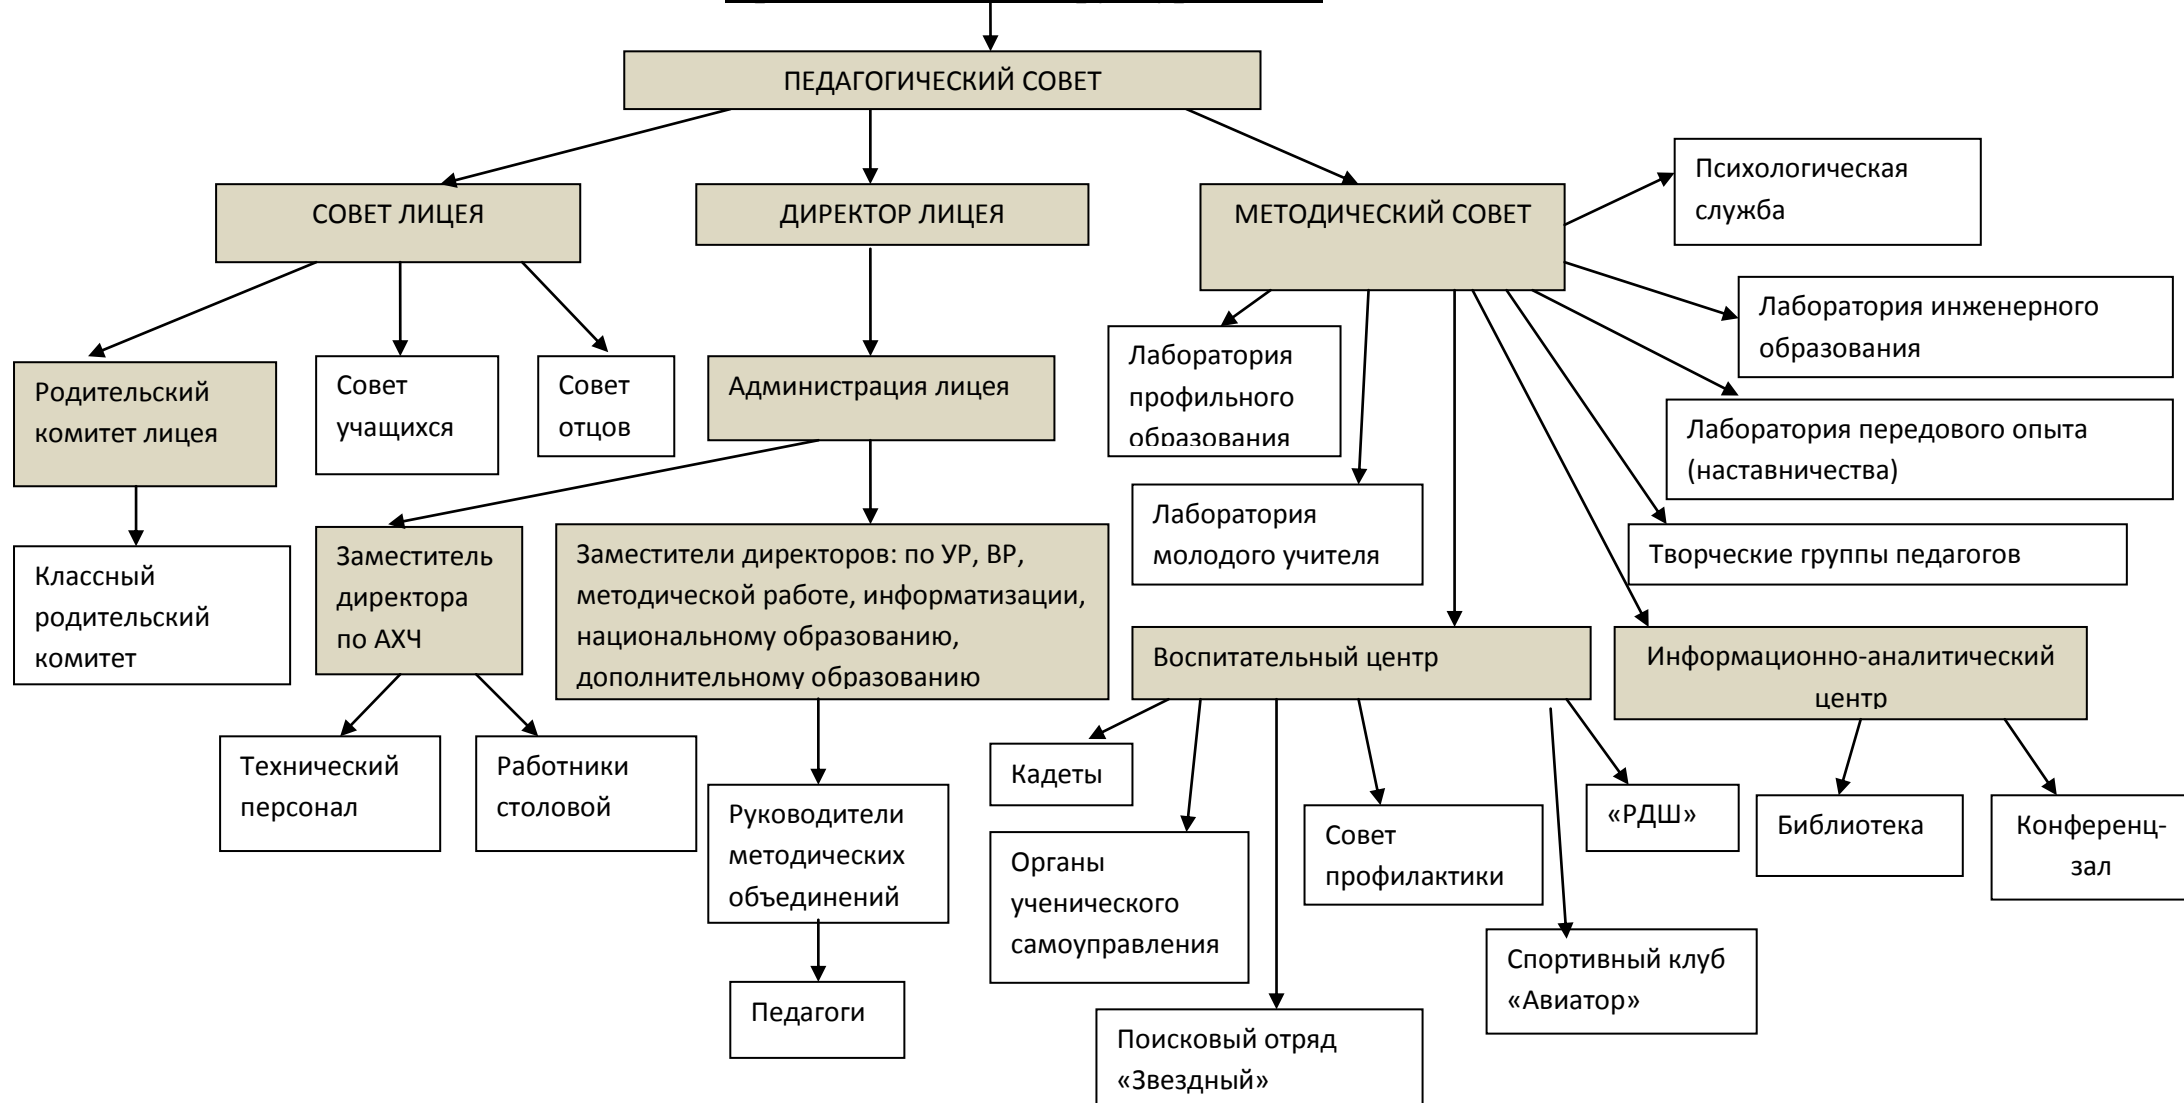 ПЕДАГОГИЧЕСКИЙ СОВЕТ
СОВЕТ ЛИЦЕЯ
ДИРЕКТОР ЛИЦЕЯ
МЕТОДИЧЕСКИЙ СОВЕТ
Психологическая
служба
Лаборатория инженерного
образования
Лаборатория передового опыта
(наставничества)
Творческие группы педагогов
Лаборатория
профильного
образования
Лаборатория
молодого учителя
Родительский
комитет лицея
Совет
учащихся
Совет
отцов
Администрация лицея
Классный
родительский
комитет
Заместитель
директора
по АХЧ
Заместители директоров: по УР, ВР,
методической работе, информатизации,
национальному образованию,
дополнительному образованию
Воспитательный центр
Информационно-аналитический
центр
Технический
персонал
Работники
столовой
Руководители
методических
объединений
Педагоги
Кадеты
Органы
ученического
самоуправления
Поисковый отряд
«Звездный»
Совет
профилактики
Спортивный клуб
«Авиатор»
«РДШ»
Библиотека
Конференц-
зал